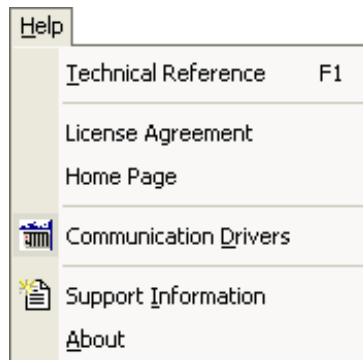 Help
Technical Reference F1
License Agreement
Home Page
Communication Drivers
Support Information
About